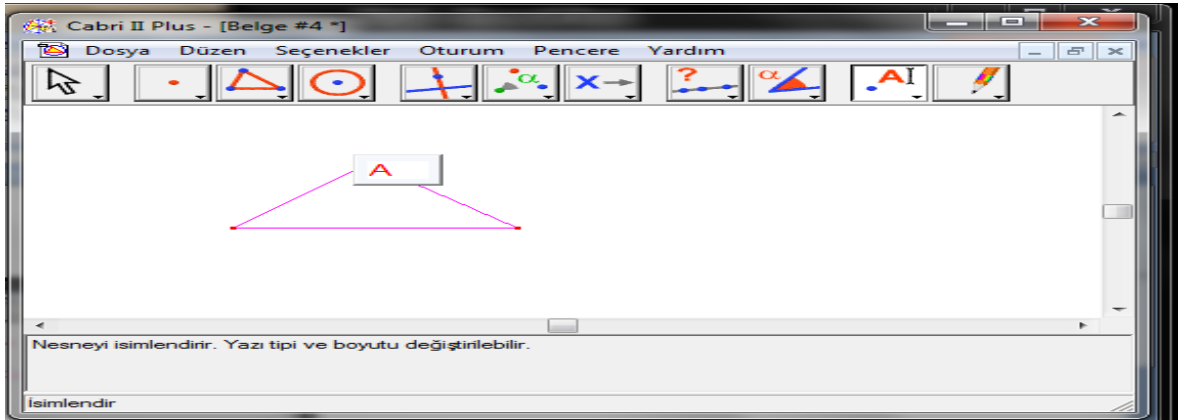 Cabri II Plus - [Belge #4 *]
Dosya Düzen Seçenekler Oturum Pencere Yardım
α X ? α A
A
Nesneyi isimlendirir. Yazı tipi ve boyutu değiştirilebilir.
İsimlendir